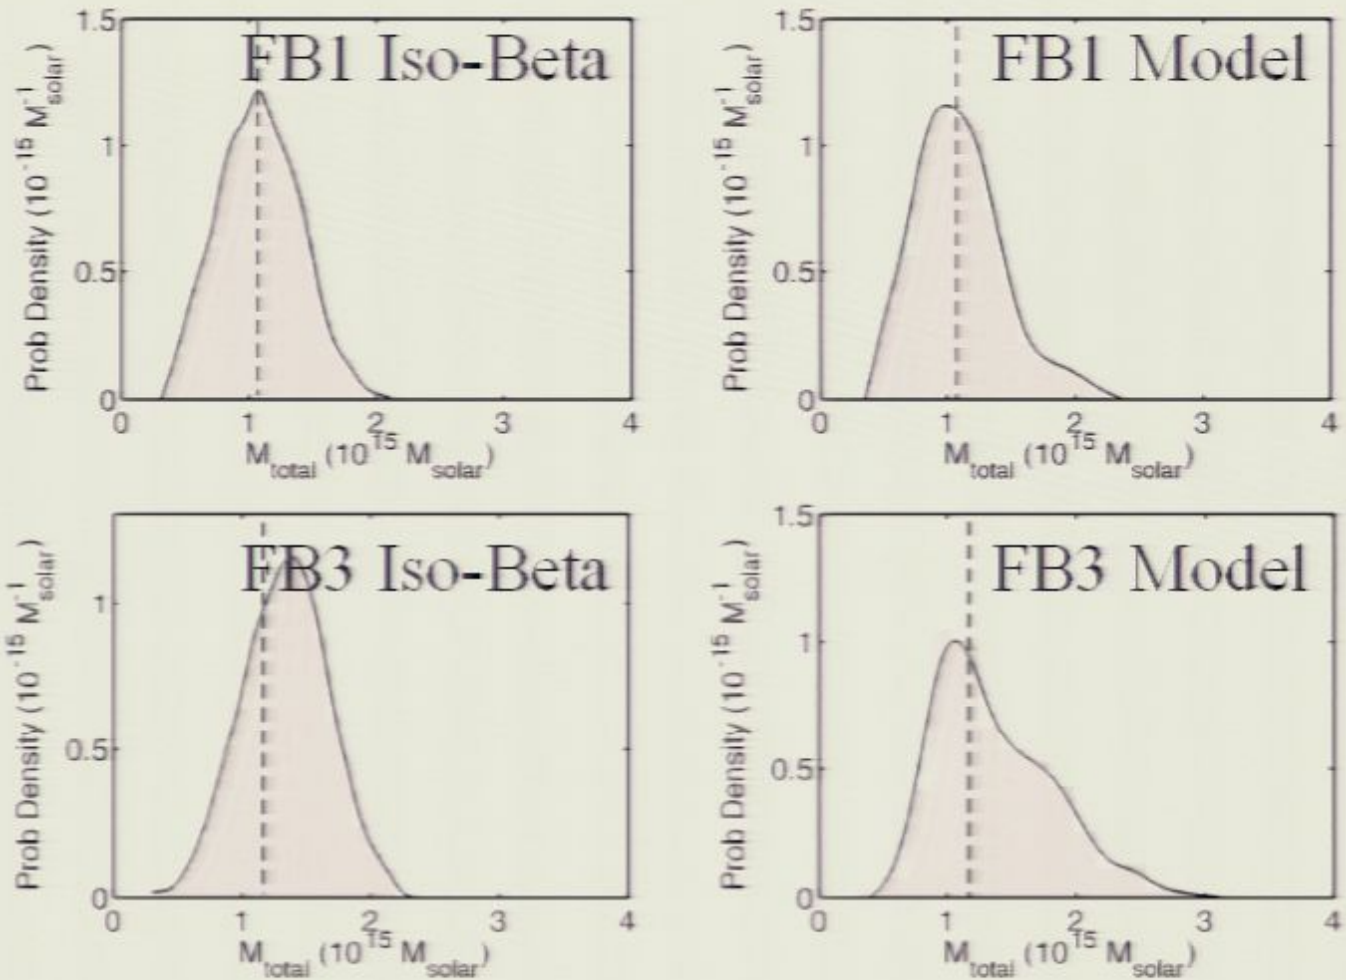 FB1 Iso-Beta
1.5
1
0.5
0
Prob Density (10⁻¹⁵ M⁻¹solar)
0 1 2 3 4
Mtotal (10¹⁵ Msolar)
FB1 Model
1.5
1
0.5
0
Prob Density (10⁻¹⁵ M⁻¹solar)
0 1 2 3 4
Mtotal (10¹⁵ Msolar)
FB3 Iso-Beta
1
0.5
0
Prob Density (10⁻¹⁵ M⁻¹solar)
0 1 2 3 4
Mtotal (10¹⁵ Msolar)
FB3 Model
1.5
1
0.5
0
Prob Density (10⁻¹⁵ M⁻¹solar)
0 1 2 3 4
Mtotal (10¹⁵ Msolar)